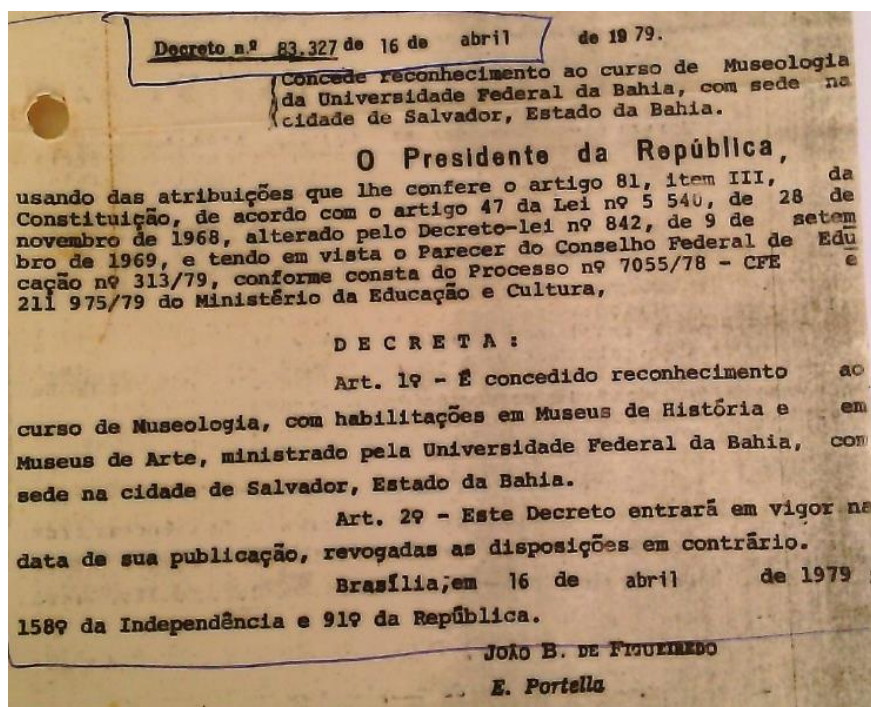 Decreto n.º 83.327 de 16 de abril de 1979.
Concede reconhecimento ao curso de Museologia
da Universidade Federal da Bahia, com sede na
cidade de Salvador, Estado da Bahia.
O Presidente da República,
usando das atribuições que lhe confere o artigo 81, item III, da
Constituição, de acordo com o artigo 47 da Lei nº 5 540, de 28 de
novembro de 1968, alterado pelo Decreto-lei nº 842, de 9 de setem
bro de 1969, e tendo em vista o Parecer do Conselho Federal de Edu
cação nº 313/79, conforme consta do Processo nº 7055/78 - CFE e
211 975/79 do Ministério da Educação e Cultura,
D E C R E T A :
Art. 1º - É concedido reconhecimento ao
curso de Museologia, com habilitações em Museus de História e em
Museus de Arte, ministrado pela Universidade Federal da Bahia, com
sede na cidade de Salvador, Estado da Bahia.
Art. 2º - Este Decreto entrará em vigor na
data de sua publicação, revogadas as disposições em contrário.
Brasília, em 16 de abril de 1979 ;
158º da Independência e 91º da República.
JOÃO B. DE FIGUEIREDO
E. Portella